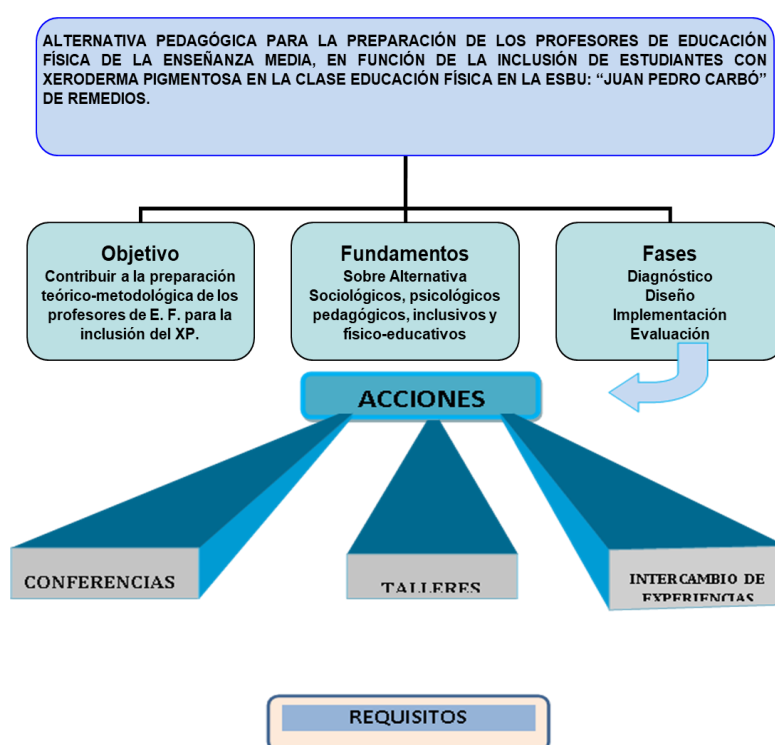 ALTERNATIVA PEDAGÓGICA PARA LA PREPARACIÓN DE LOS PROFESORES DE EDUCACIÓN
FÍSICA DE LA ENSEÑANZA MEDIA, EN FUNCIÓN DE LA INCLUSIÓN DE ESTUDIANTES CON
XERODERMA PIGMENTOSA EN LA CLASE EDUCACIÓN FÍSICA EN LA ESBU: “JUAN PEDRO CARBÓ”
DE REMEDIOS.
Objetivo
Contribuir a la preparación
teórico-metodológica de los
profesores de E. F. para la
inclusión del XP.
Fundamentos
Sobre Alternativa
Sociológicos, psicológicos
pedagógicos, inclusivos y
físico-educativos
Fases
Diagnóstico
Diseño
Implementación
Evaluación
ACCIONES
CONFERENCIAS
TALLERES
INTERCAMBIO DE
EXPERIENCIAS
REQUISITOS